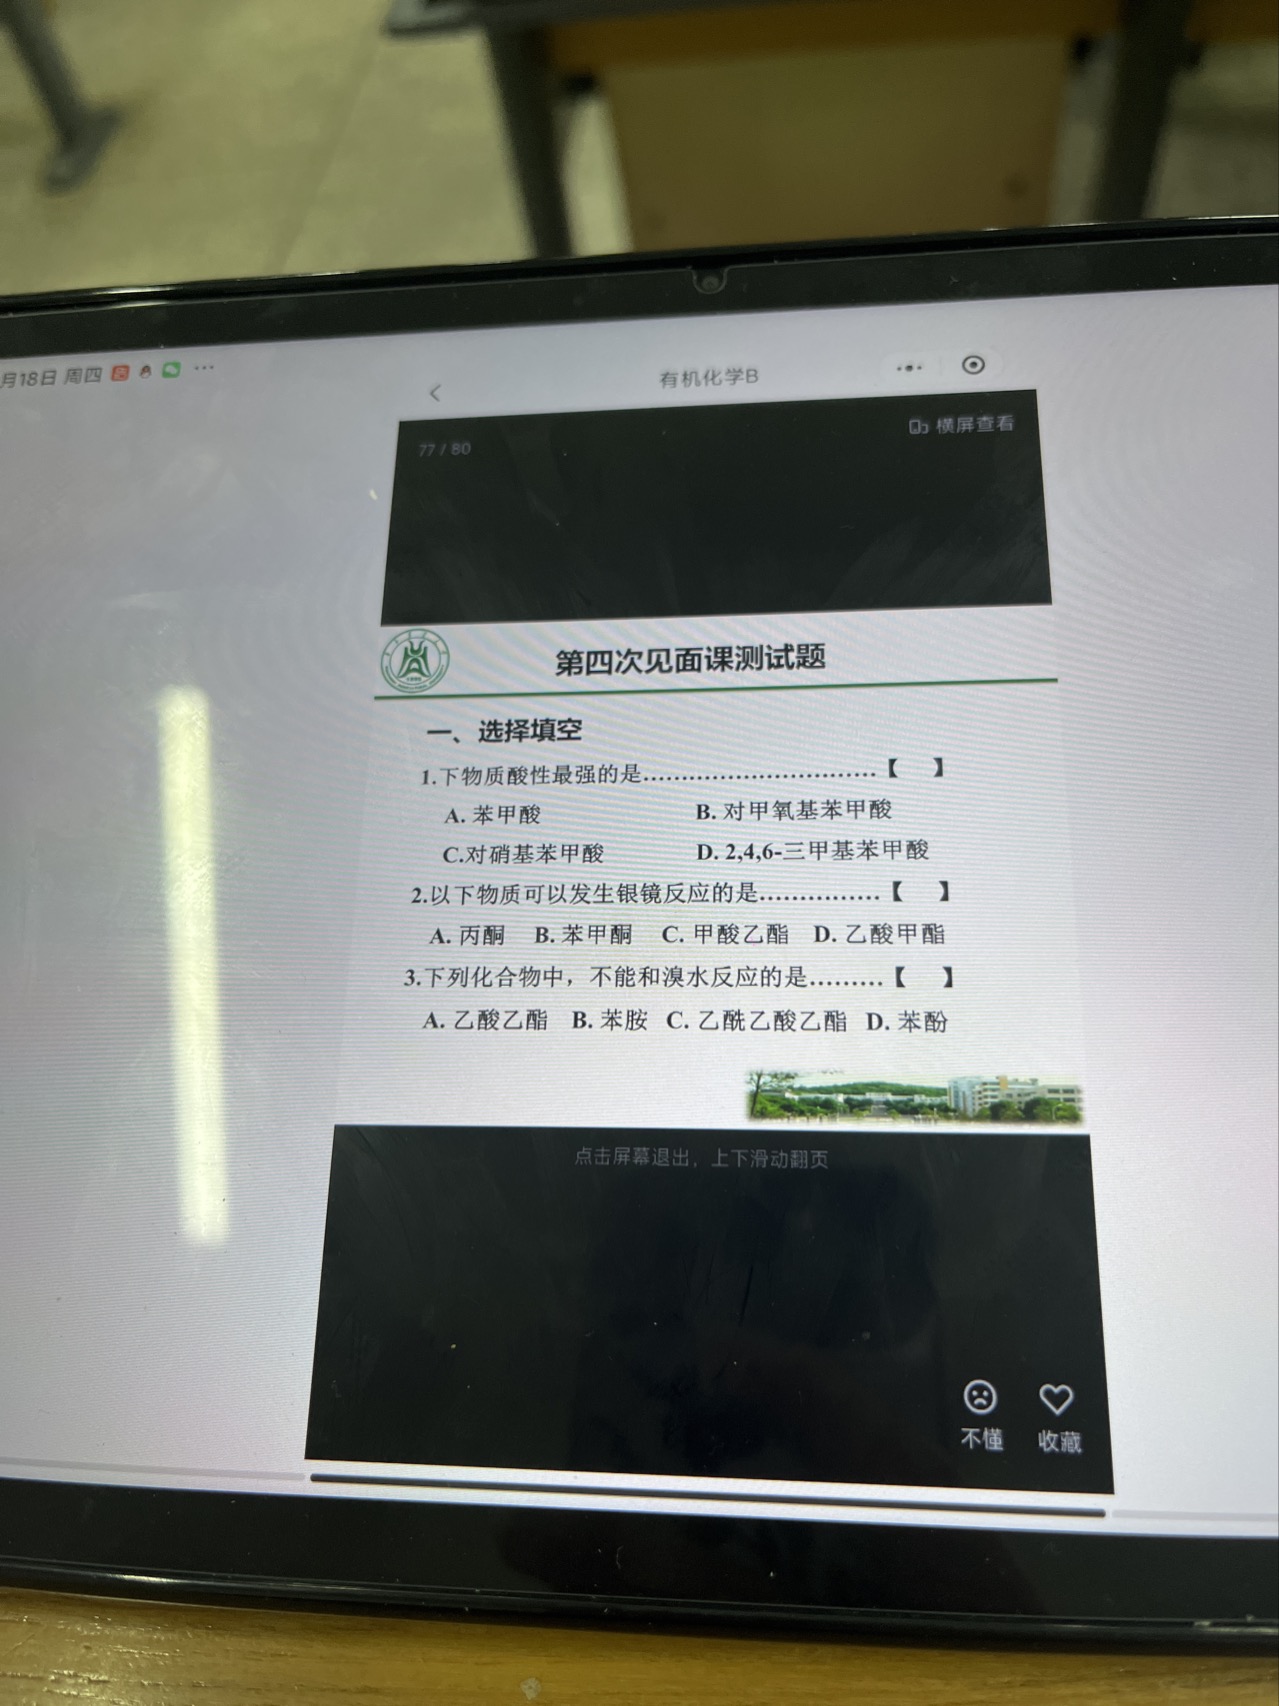 月18日 周四 ...
有机化学B
77 / 80
横屏查看
第四次见面课测试题
一、选择填空
1.下物质酸性最强的是..............................【 】
A. 苯甲酸 B. 对甲氧基苯甲酸
C.对硝基苯甲酸 D. 2,4,6-三甲基苯甲酸
2.以下物质可以发生银镜反应的是................【 】
A. 丙酮 B. 苯甲酮 C. 甲酸乙酯 D. 乙酸甲酯
3.下列化合物中，不能和溴水反应的是.........【 】
A. 乙酸乙酯 B. 苯胺 C. 乙酰乙酸乙酯 D. 苯酚
点击屏幕退出，上下滑动翻页
不懂 收藏